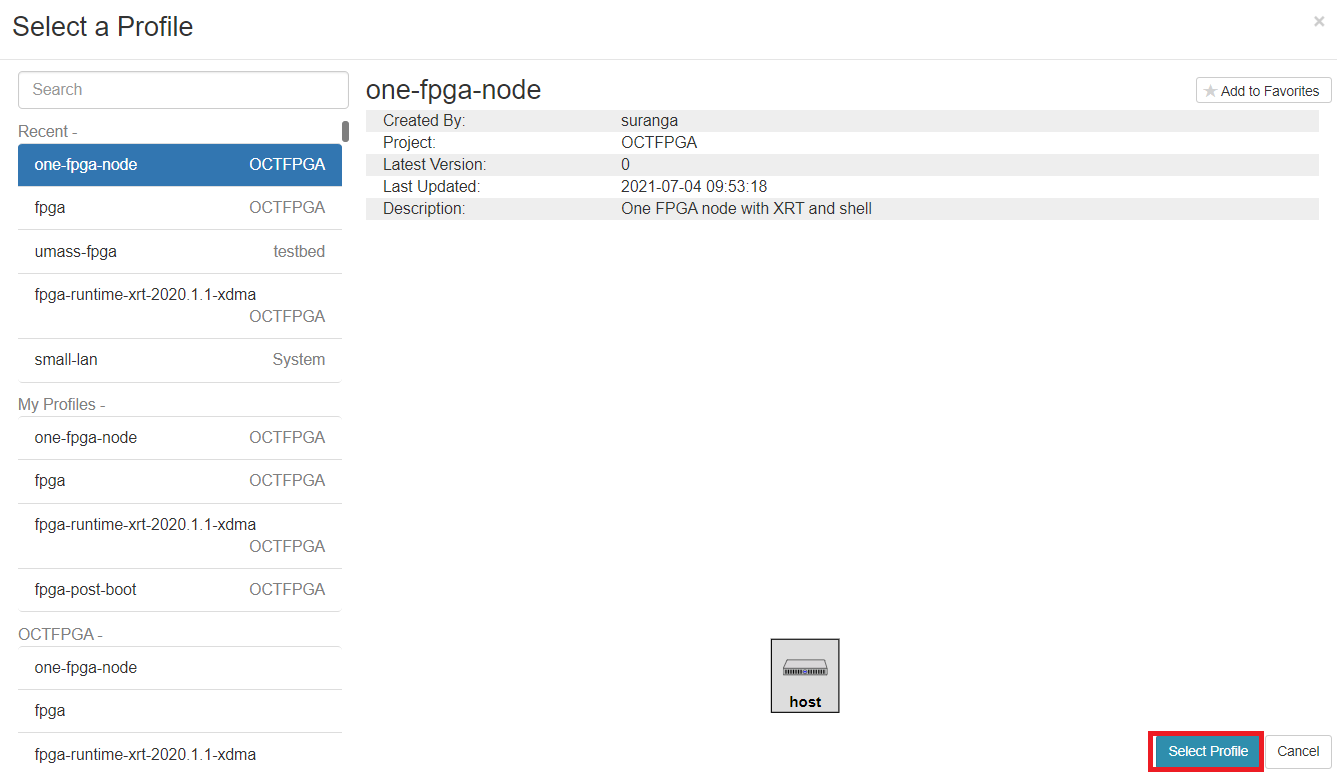 Select a Profile
×
Search
Recent -
one-fpga-node OCTFPGA
fpga OCTFPGA
umass-fpga testbed
fpga-runtime-xrt-2020.1.1-xdma
OCTFPGA
small-lan System
My Profiles -
one-fpga-node OCTFPGA
fpga OCTFPGA
fpga-runtime-xrt-2020.1.1-xdma
OCTFPGA
fpga-post-boot OCTFPGA
OCTFPGA -
one-fpga-node
fpga
fpga-runtime-xrt-2020.1.1-xdma
one-fpga-node
Add to Favorites
Created By: suranga
Project: OCTFPGA
Latest Version: 0
Last Updated: 2021-07-04 09:53:18
Description: One FPGA node with XRT and shell
host
Select Profile Cancel